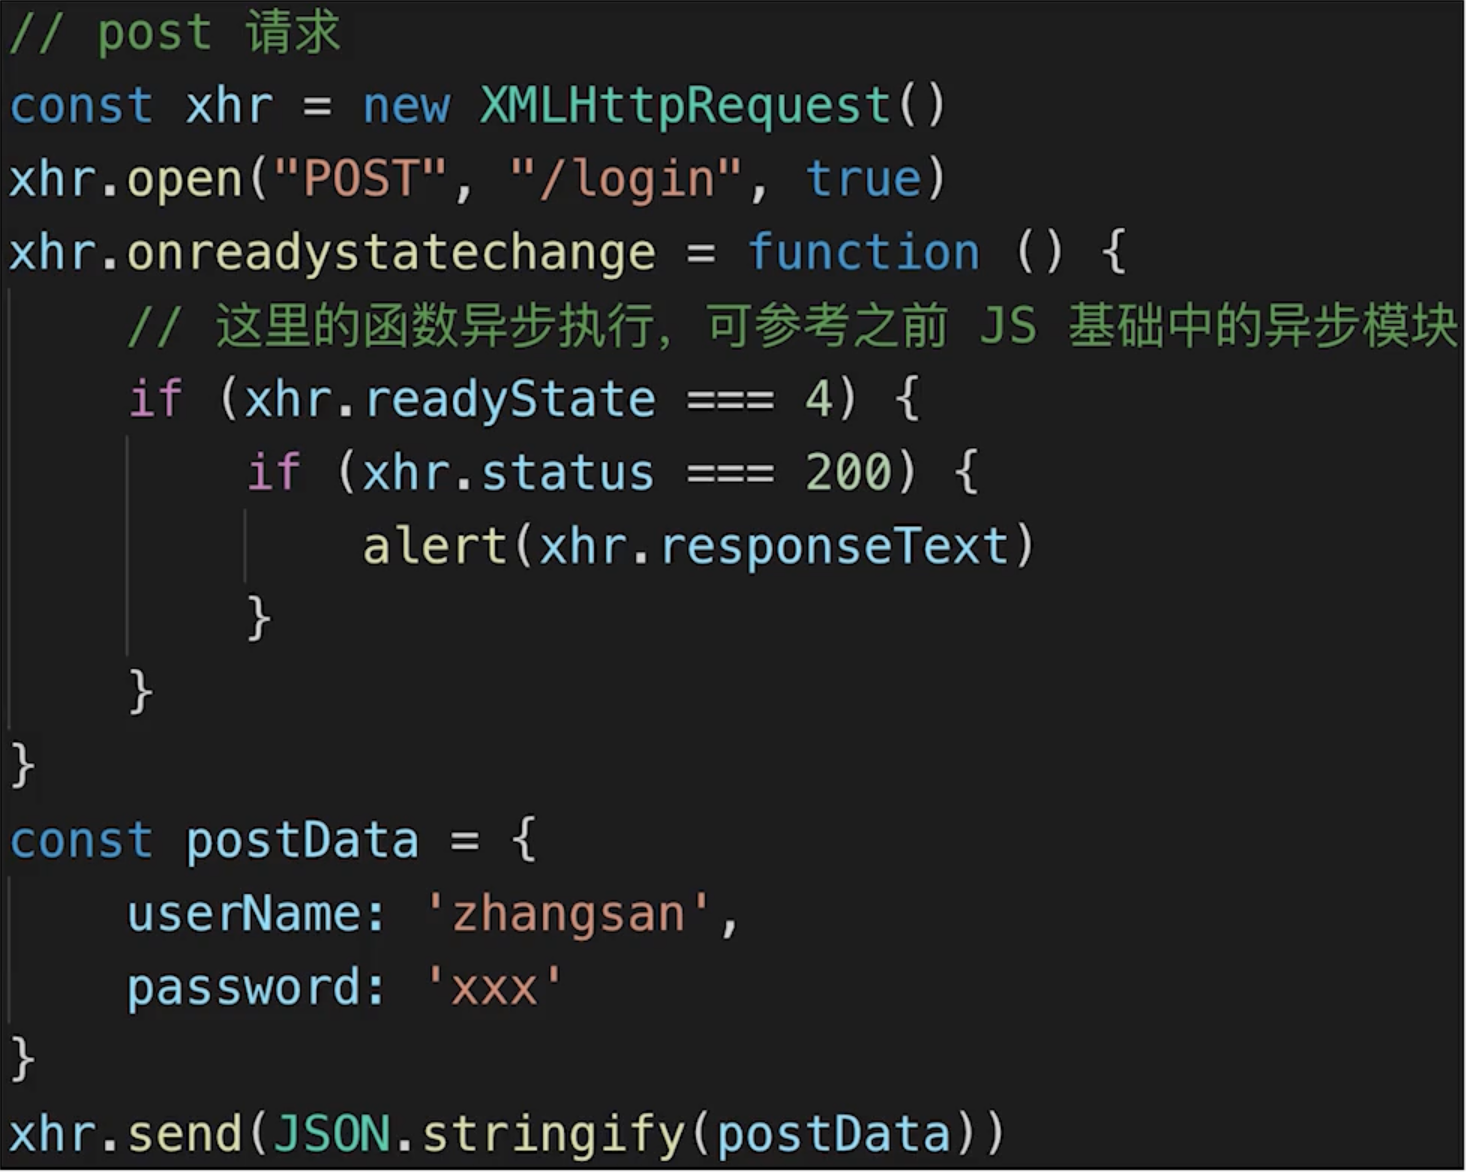 // post 请求
const xhr = new XMLHttpRequest()
xhr.open("POST", "/login", true)
xhr.onreadystatechange = function () {
    // 这里的函数异步执行，可参考之前 JS 基础中的异步模块
    if (xhr.readyState === 4) {
        if (xhr.status === 200) {
            alert(xhr.responseText)
        }
    }
}
const postData = {
    userName: 'zhangsan',
    password: 'xxx'
}
xhr.send(JSON.stringify(postData))